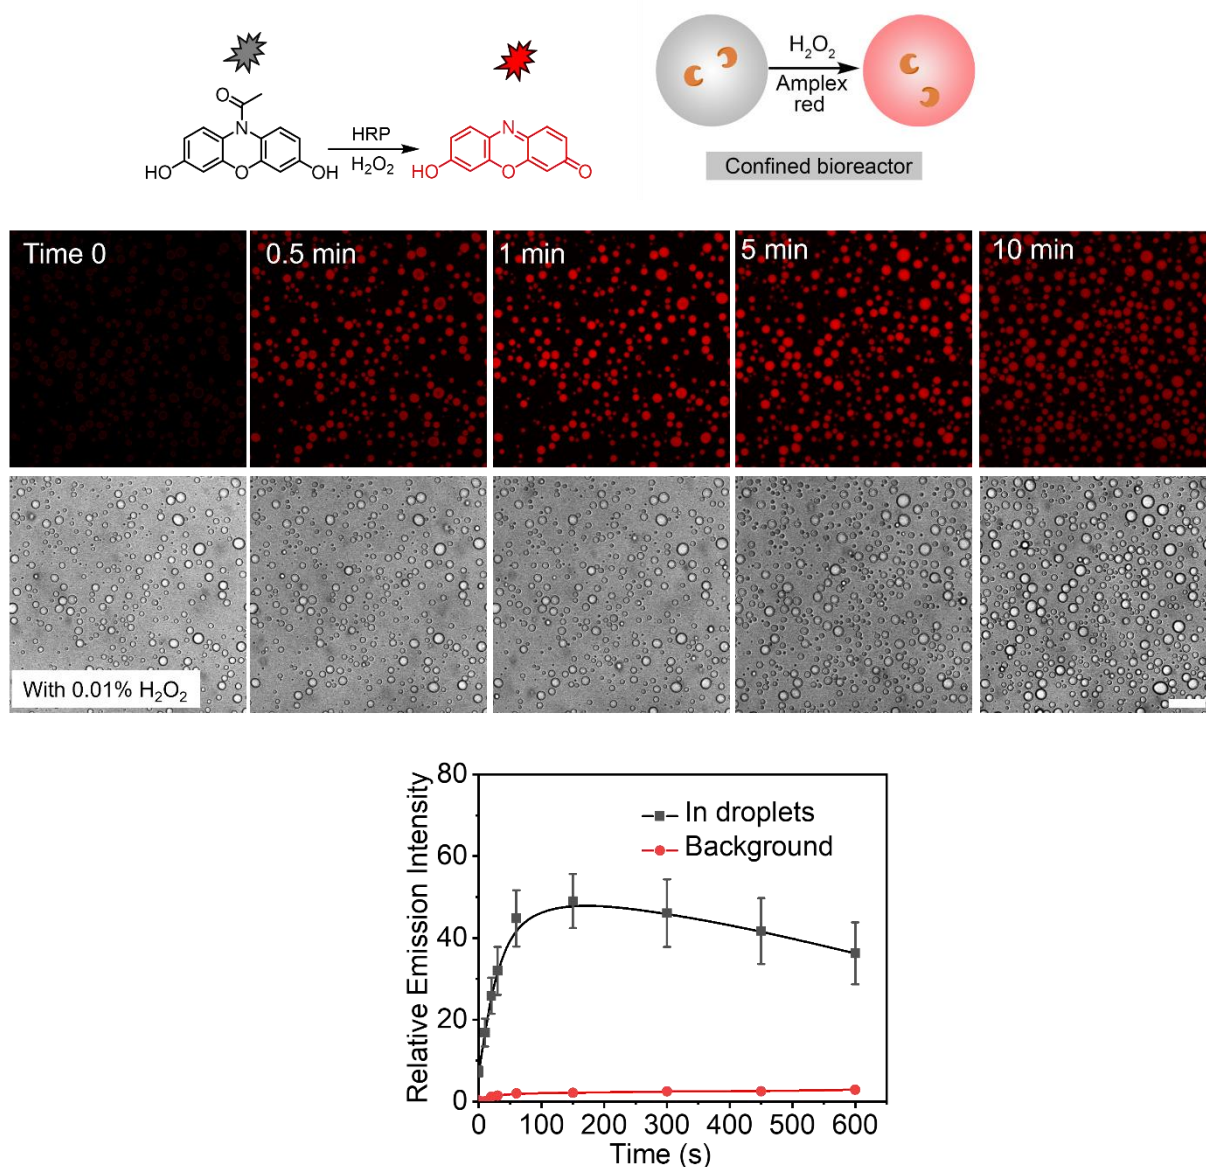 O
N
HO
O
OH
HRP
H₂O₂
N
HO
O
O
H₂O₂
Amplex
red
Confined bioreactor
Time 0
0.5 min
1 min
5 min
10 min
With 0.01% H₂O₂
80
60
40
20
0
Relative Emission Intensity
In droplets
Background
0 100 200 300 400 500 600
Time (s)